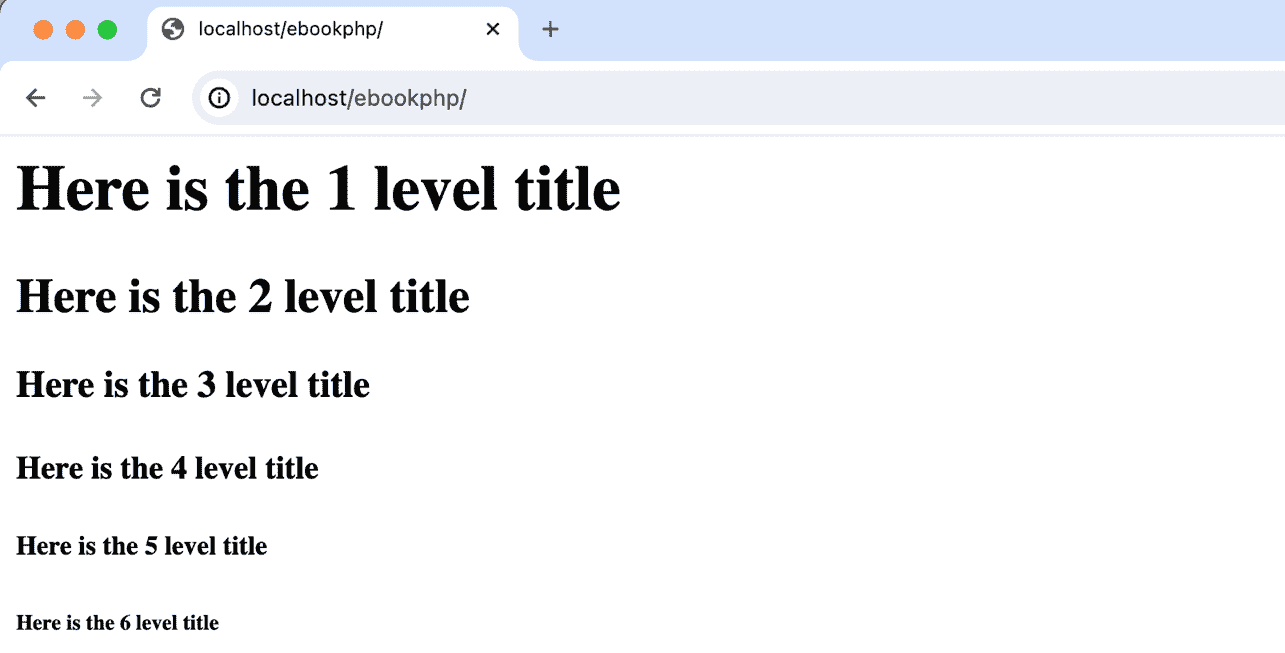 localhost/ebookphp/
localhost/ebookphp/
Here is the 1 level title
Here is the 2 level title
Here is the 3 level title
Here is the 4 level title
Here is the 5 level title
Here is the 6 level title